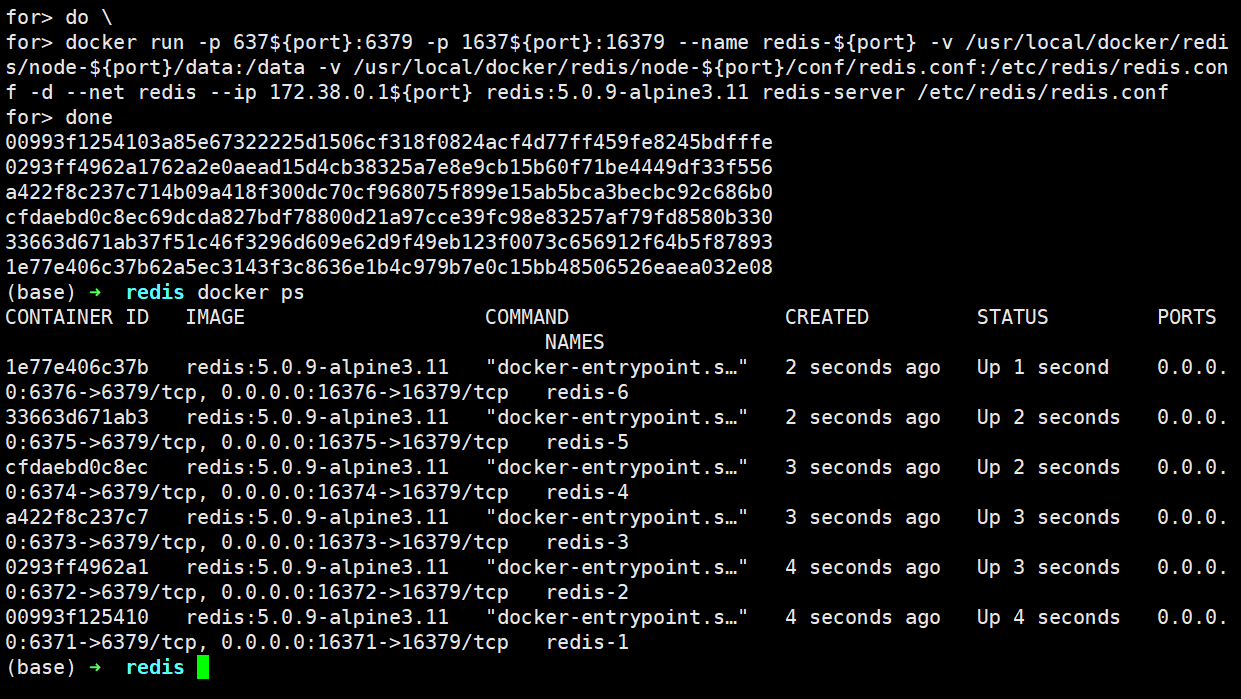 for> do \
for> docker run -p 637${port}:6379 -p 1637${port}:16379 --name redis-${port} -v /usr/local/docker/redi
s/node-${port}/data:/data -v /usr/local/docker/redis/node-${port}/conf/redis.conf:/etc/redis/redis.con
f -d --net redis --ip 172.38.0.1${port} redis:5.0.9-alpine3.11 redis-server /etc/redis/redis.conf
for> done
00993f1254103a85e67322225d1506cf318f0824acf4d77ff459fe8245bdfffe
0293ff4962a1762a2e0aead15d4cb38325a7e8e9cb15b60f71be4449df33f556
a422f8c237c714b09a418f300dc70cf968075f899e15ab5bca3becbc92c686b0
cfdaebd0c8ec69dcda827bdf78800d21a97cce39fc98e83257af79fd8580b330
33663d671ab37f51c46f3296d609e62d9f49eb123f0073c656912f64b5f87893
1e77e406c37b62a5ec3143f3c8636e1b4c979b7e0c15bb48506526eaea032e08
(base) ➜  redis docker ps
CONTAINER ID   IMAGE                    COMMAND                  CREATED         STATUS         PORTS
                                             NAMES
1e77e406c37b   redis:5.0.9-alpine3.11   "docker-entrypoint.s…"   2 seconds ago   Up 1 second    0.0.0.
0:6376->6379/tcp, 0.0.0.0:16376->16379/tcp   redis-6
33663d671ab3   redis:5.0.9-alpine3.11   "docker-entrypoint.s…"   2 seconds ago   Up 2 seconds   0.0.0.
0:6375->6379/tcp, 0.0.0.0:16375->16379/tcp   redis-5
cfdaebd0c8ec   redis:5.0.9-alpine3.11   "docker-entrypoint.s…"   3 seconds ago   Up 2 seconds   0.0.0.
0:6374->6379/tcp, 0.0.0.0:16374->16379/tcp   redis-4
a422f8c237c7   redis:5.0.9-alpine3.11   "docker-entrypoint.s…"   3 seconds ago   Up 3 seconds   0.0.0.
0:6373->6379/tcp, 0.0.0.0:16373->16379/tcp   redis-3
0293ff4962a1   redis:5.0.9-alpine3.11   "docker-entrypoint.s…"   4 seconds ago   Up 3 seconds   0.0.0.
0:6372->6379/tcp, 0.0.0.0:16372->16379/tcp   redis-2
00993f125410   redis:5.0.9-alpine3.11   "docker-entrypoint.s…"   4 seconds ago   Up 4 seconds   0.0.0.
0:6371->6379/tcp, 0.0.0.0:16371->16379/tcp   redis-1
(base) ➜  redis